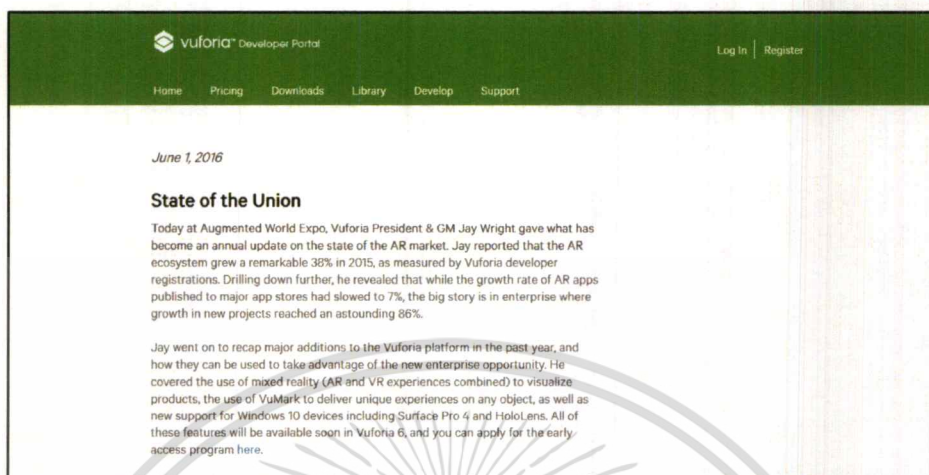 vuforia™ Developer Portal
Log In | Register
Home Pricing Downloads Library Develop Support
June 1, 2016
State of the Union
Today at Augmented World Expo, Vuforia President & GM Jay Wright gave what has
become an annual update on the state of the AR market. Jay reported that the AR
ecosystem grew a remarkable 38% in 2015, as measured by Vuforia developer
registrations. Drilling down further, he revealed that while the growth rate of AR apps
published to major app stores had slowed to 7%, the big story is in enterprise where
growth in new projects reached an astounding 86%.
Jay went on to recap major additions to the Vuforia platform in the past year, and
how they can be used to take advantage of the new enterprise opportunity. He
covered the use of mixed reality (AR and VR experiences combined) to visualize
products, the use of VuMark to deliver unique experiences on any object, as well as
new support for Windows 10 devices including Surface Pro 4 and HoloLens. All of
these features will be available soon in Vuforia 6, and you can apply for the early
access program here.